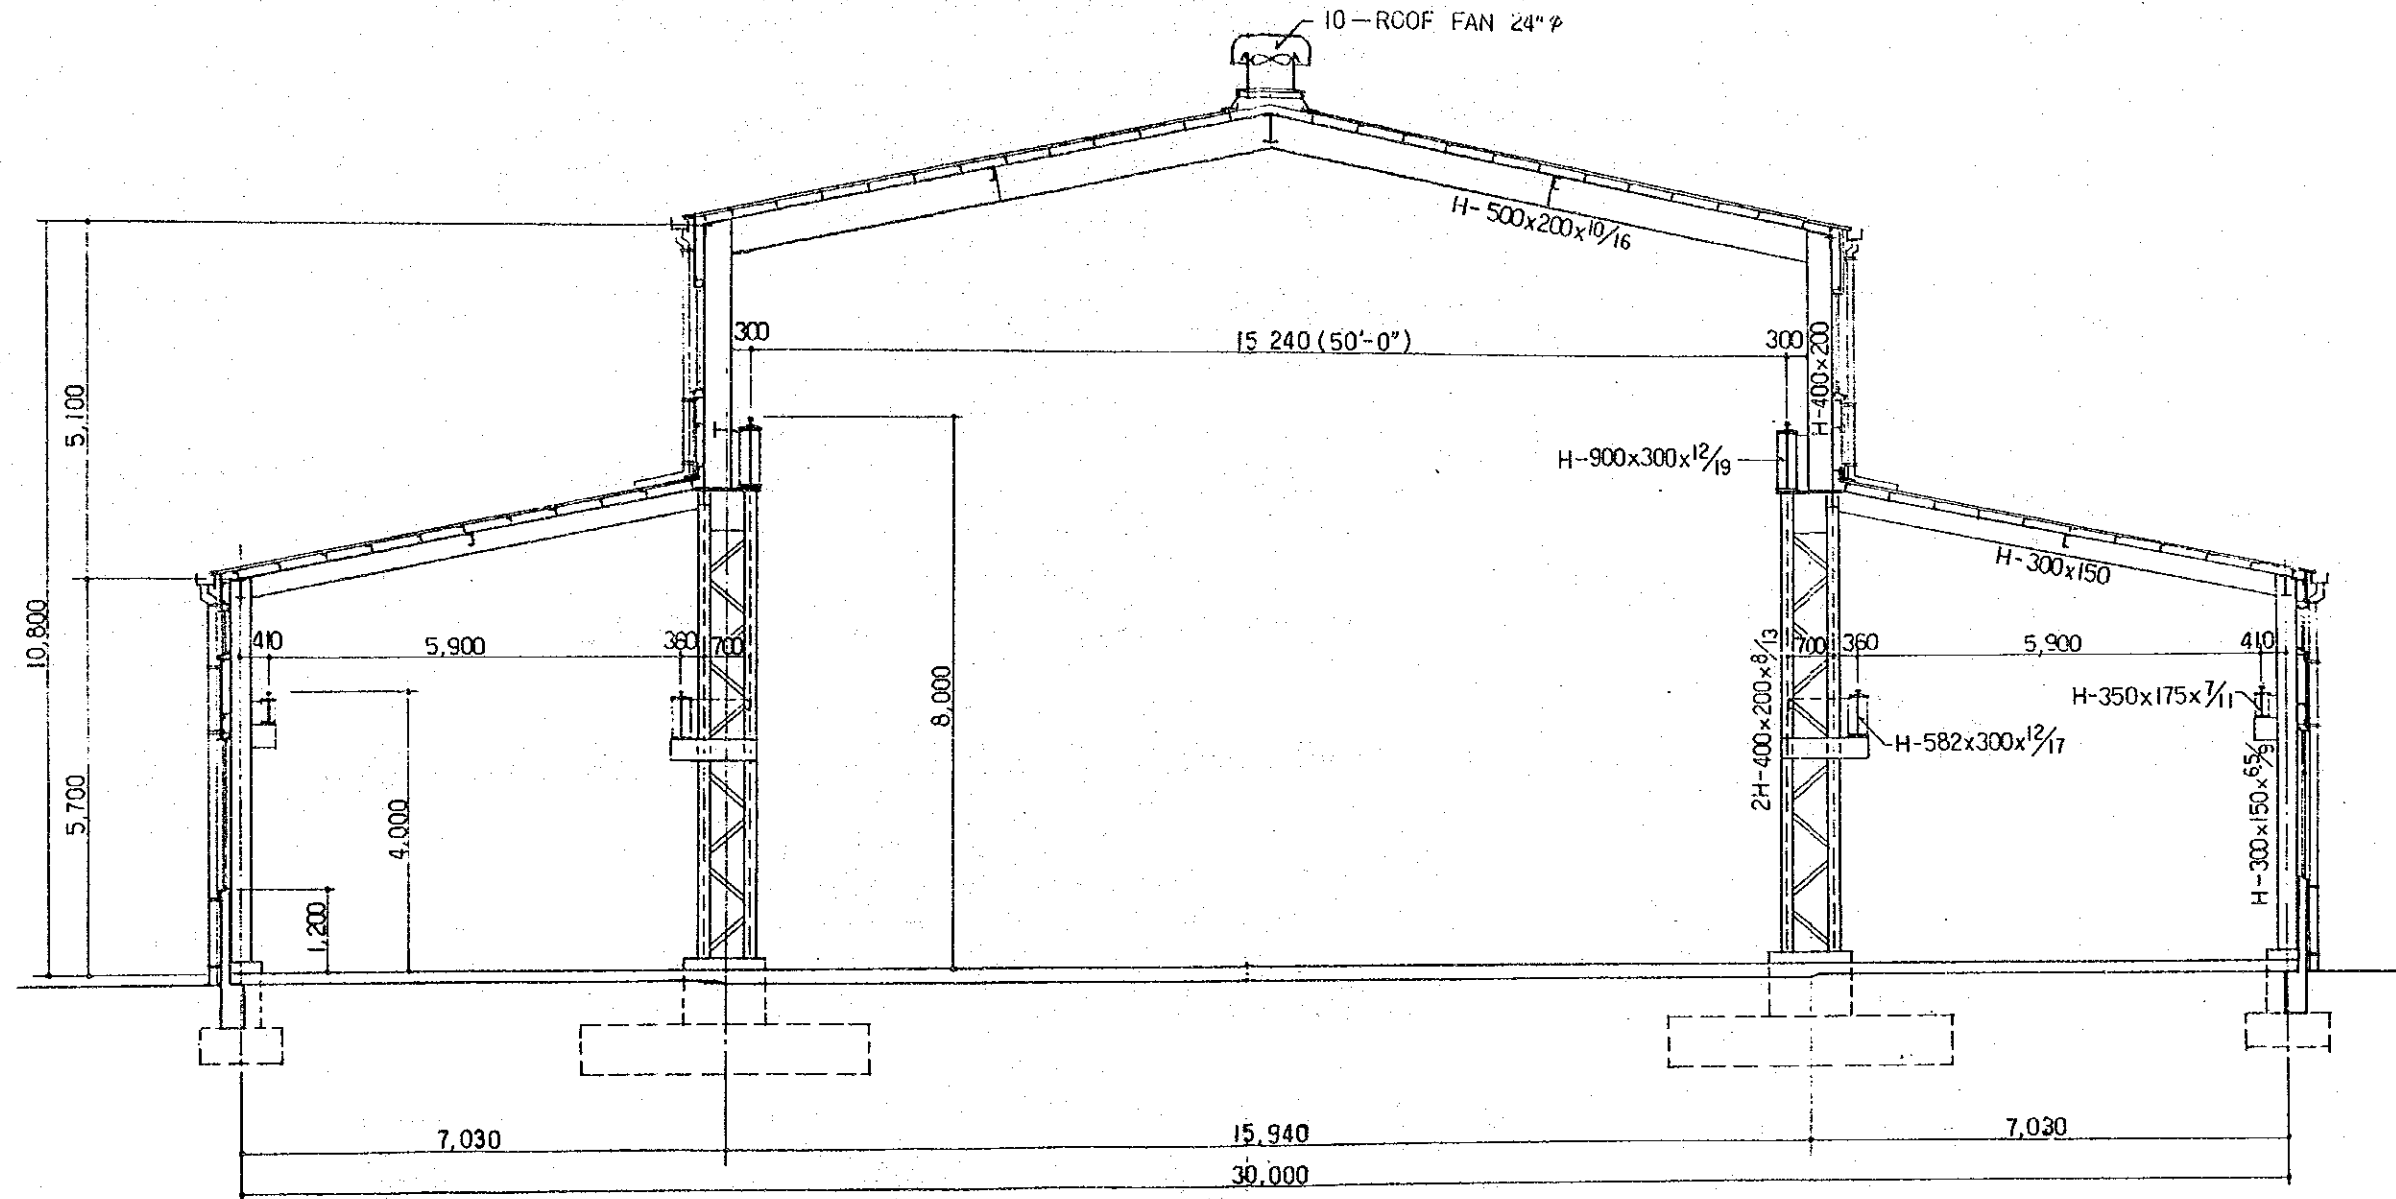 10-ROOF FAN 24"φ
H-500x200x10/16
300
15 240 (50'-0")
300
H-400x200
5,100
H-900x300x12/19
H-300x150
10,800
410
5,900
360
700
700
360
5,900
410
8,000
2H-400x200x8/13
H-350x175x7/11
H-582x300x12/17
H-300x150x6.5/9
5,700
4,000
1,200
7,030
15,940
7,030
30,000